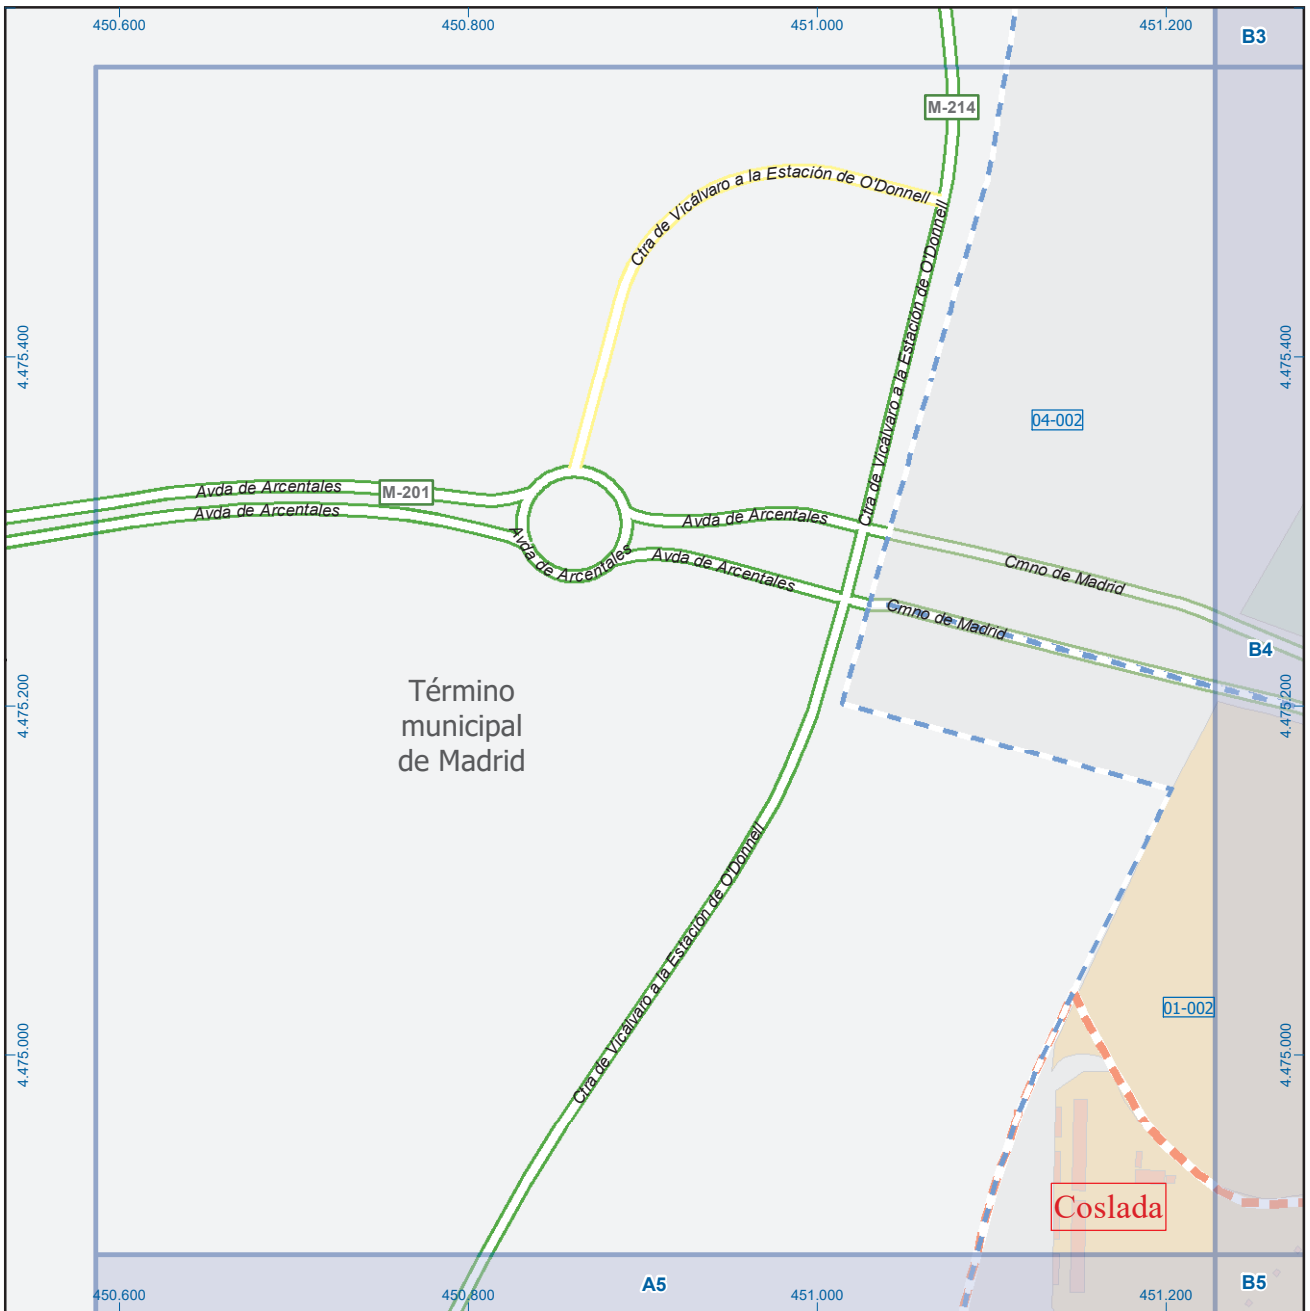 450.600
450.800
451.000
451.200
B3
M-214
Ctra de Vicálvaro a la Estación de O'Donnell
Ctra de Vicálvaro a la Estación de O'Donnell
4.475.400
4.475.400
04-002
Avda de Arcentales
M-201
Avda de Arcentales
Avda de Arcentales
Avda de Arcentales
Avda de Arcentales
Cmno de Madrid
Cmno de Madrid
B4
Término
municipal
de Madrid
4.475.200
4.475.200
Ctra de Vicálvaro a la Estación de O'Donnell
01-002
4.475.000
4.475.000
Coslada
A5
B5
450.600
450.800
451.000
451.200